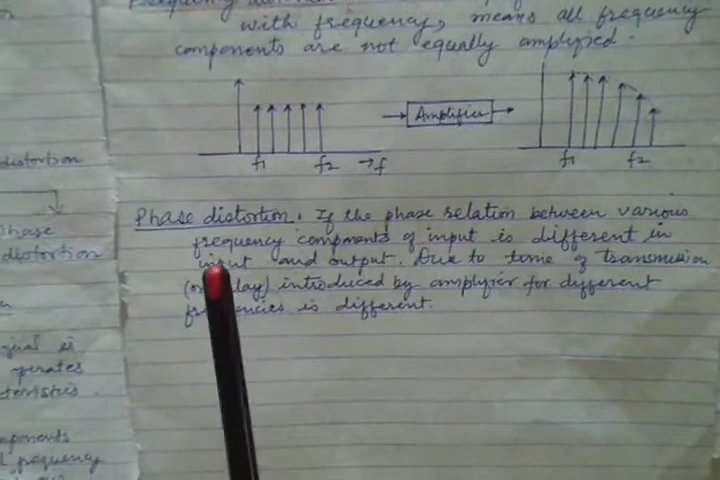 distortion
Phase
distortion
with frequency, means all frequency
components are not equally amplified.
Amplifier
f1 f2 →f
f1 f2
Phase distortion. If the phase relation between various
frequency components of input is different in
input and output. Due to time of transmission
introduced by amplifier for different
is different.
is
operates